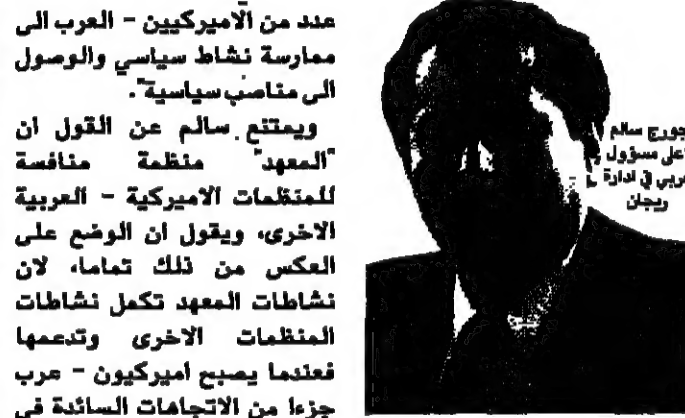 عدد من الاميركيين - العرب الى
ممارسة نشاط سياسي والوصول
الى مناصب سياسية".
ويمتنع سالم عن القول ان
"المعهد" منظمة منافسة
للمنظمات الاميركية - العربية
الاخرى، ويقول ان الوضع على
العكس من ذلك تماما، لان
نشاطات المعهد تكمل نشاطات
المنظمات الاخرى وتدعمها
فعندما يصبح اميركيون - عرب
جزءا من الاتجاهات السائدة في
جورج سالم
اعلى مسؤول
عربي في ادارة
ريجان